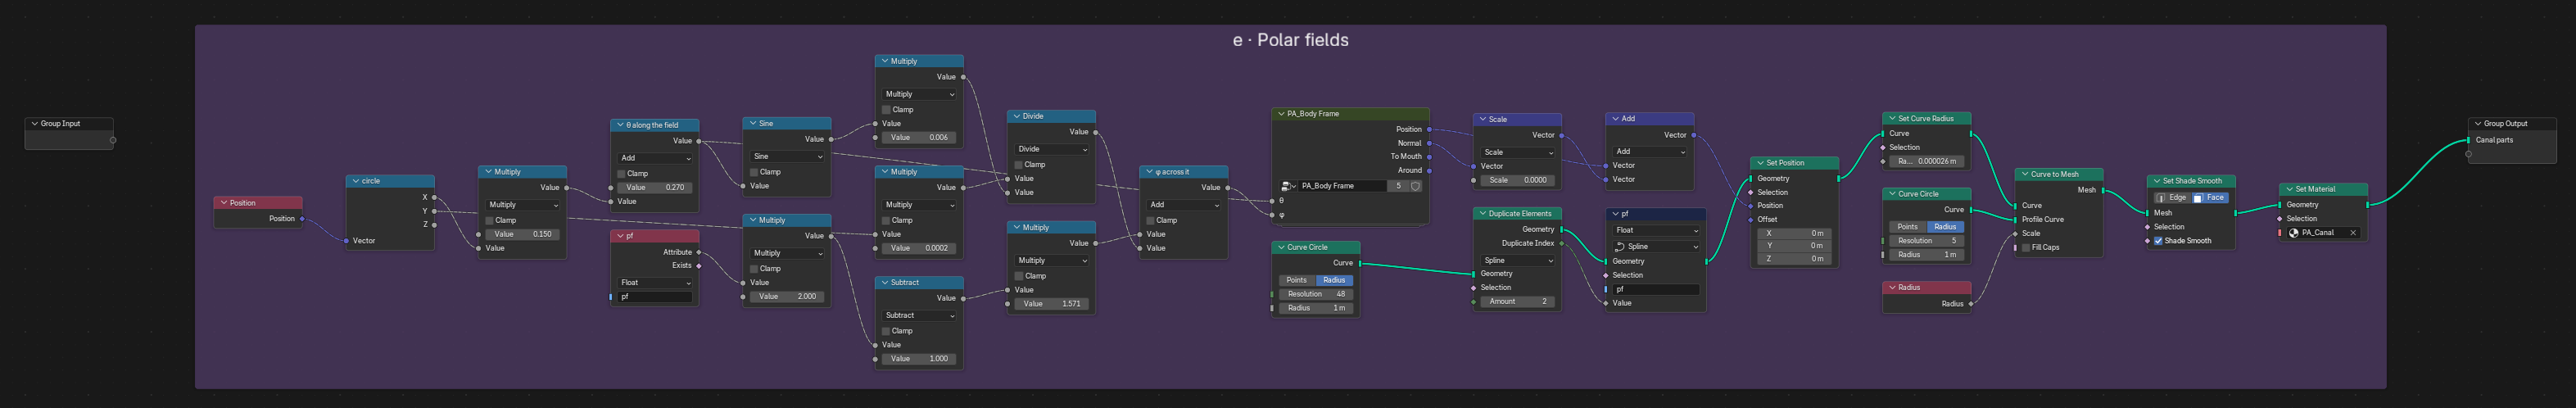 e · Polar fields
Group Input
Position
Position
circle
X
Y
Z
Vector
Multiply
Value
Multiply
Clamp
Value 0.150
Value
θ along the field
Value
Add
Clamp
Value 0.270
Value
pf
Attribute
Exists
Float
pf
Sine
Value
Sine
Clamp
Value
Multiply
Value
Multiply
Clamp
Value
Value 2.000
Multiply
Value
Multiply
Clamp
Value
Value 0.006
Multiply
Value
Multiply
Clamp
Value
Value 0.0002
Subtract
Value
Subtract
Clamp
Value
Value 1.000
Divide
Value
Divide
Clamp
Value
Value
Multiply
Value
Multiply
Clamp
Value
Value 1.571
φ across it
Value
Add
Clamp
Value
Value
PA_Body Frame
Position
Normal
To Mouth
Around
PA_Body Frame 5
θ
φ
Curve Circle
Curve
Points Radius
Resolution 48
Radius 1 m
Scale
Vector
Scale
Vector
Scale 0.0000
Duplicate Elements
Geometry
Duplicate Index
Spline
Geometry
Selection
Amount 2
Add
Vector
Add
Vector
Vector
pf
Float
Spline
Geometry
Selection
pf
Value
Set Position
Geometry
Selection
Position
Offset
X 0 m
Y 0 m
Z 0 m
Set Curve Radius
Curve
Selection
Ra... 0.000026 m
Curve Circle
Curve
Points Radius
Resolution 5
Radius 1 m
Radius
Radius
Curve to Mesh
Mesh
Curve
Profile Curve
Scale
Fill Caps
Set Shade Smooth
Edge Face
Mesh
Selection
Shade Smooth
Set Material
Geometry
Selection
PA_Canal
Group Output
Canal parts